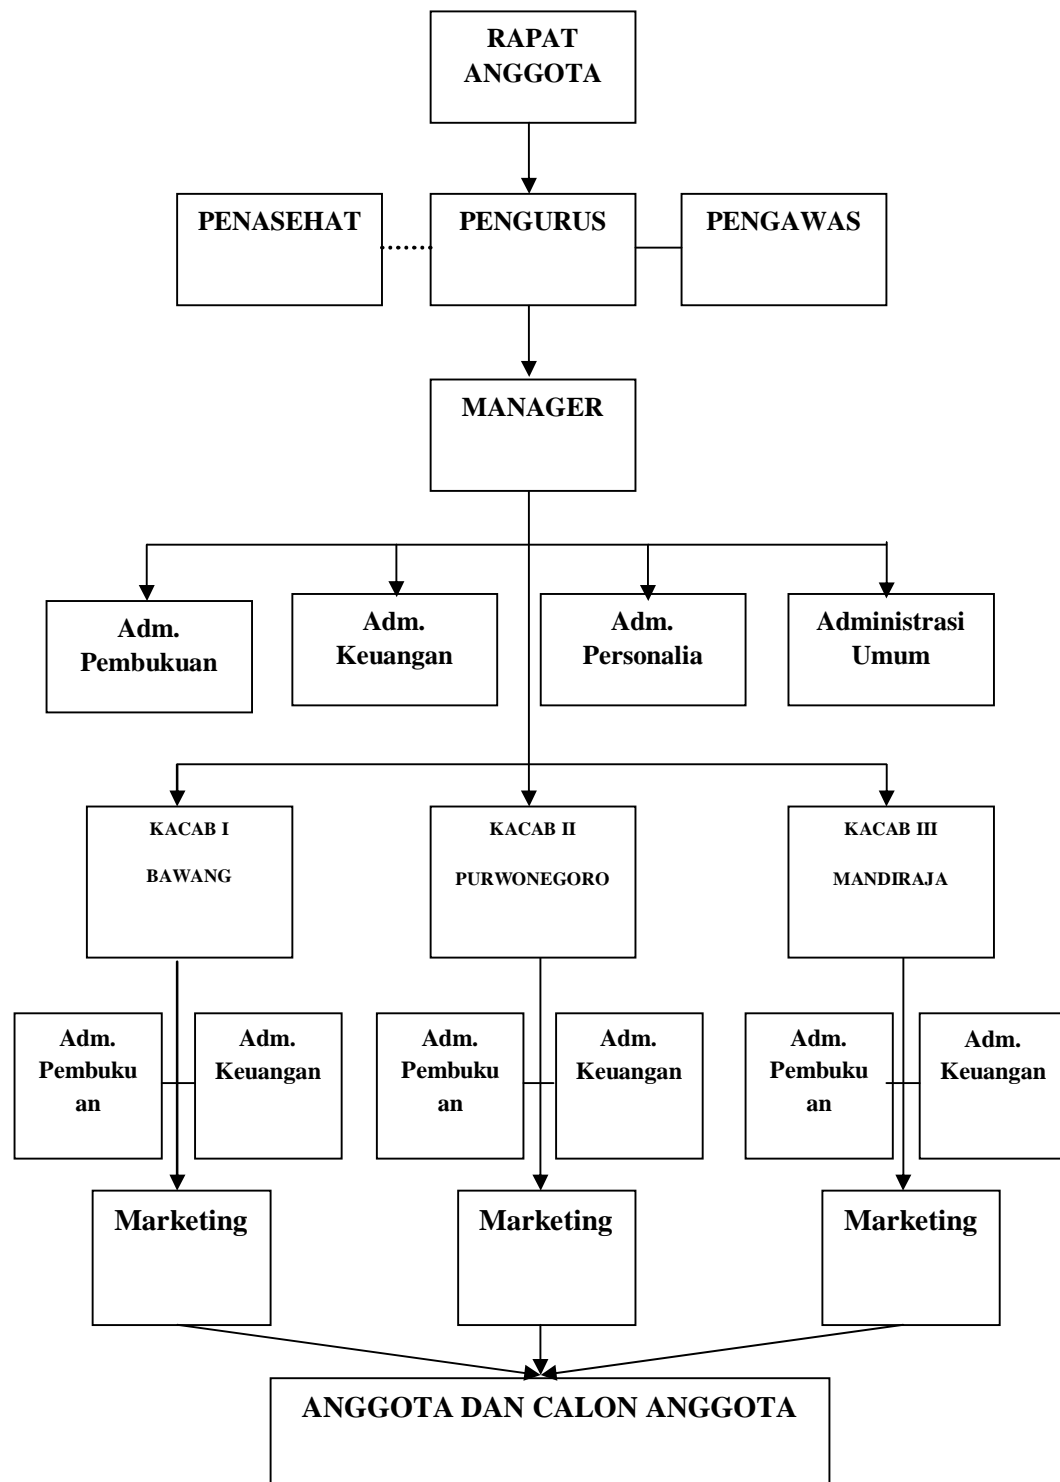 RAPAT
ANGGOTA
PENASEHAT
PENGURUS
PENGAWAS
MANAGER
Adm.
Pembukuan
Adm.
Keuangan
Adm.
Personalia
Administrasi
Umum
KACAB I
BAWANG
KACAB II
PURWONEGORO
KACAB III
MANDIRAJA
Adm.
Pembuku
an
Adm.
Keuangan
Adm.
Pembuku
an
Adm.
Keuangan
Adm.
Pembuku
an
Adm.
Keuangan
Marketing
Marketing
Marketing
ANGGOTA DAN CALON ANGGOTA